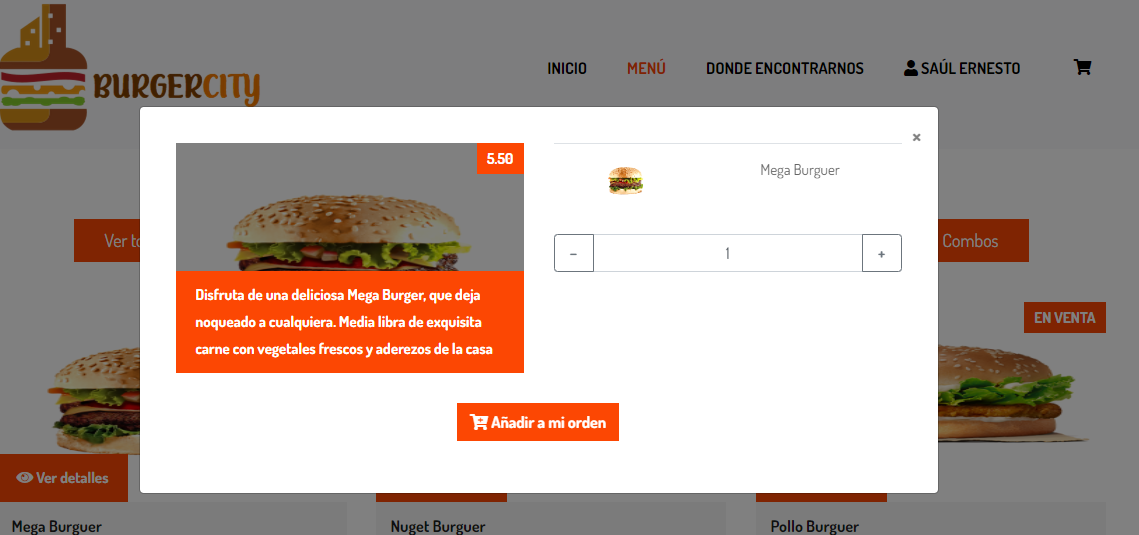 BURGERCITY
INICIO
MENÚ
DONDE ENCONTRARNOS
SAÚL ERNESTO
×
5.50
Disfruta de una deliciosa Mega Burger, que deja
noqueado a cualquiera. Media libra de exquisita
carne con vegetales frescos y aderezos de la casa
Mega Burguer
− 1 +
Añadir a mi orden
Ver
Combos
EN VENTA
Ver detalles
Mega Burguer
Nuget Burguer
Pollo Burguer